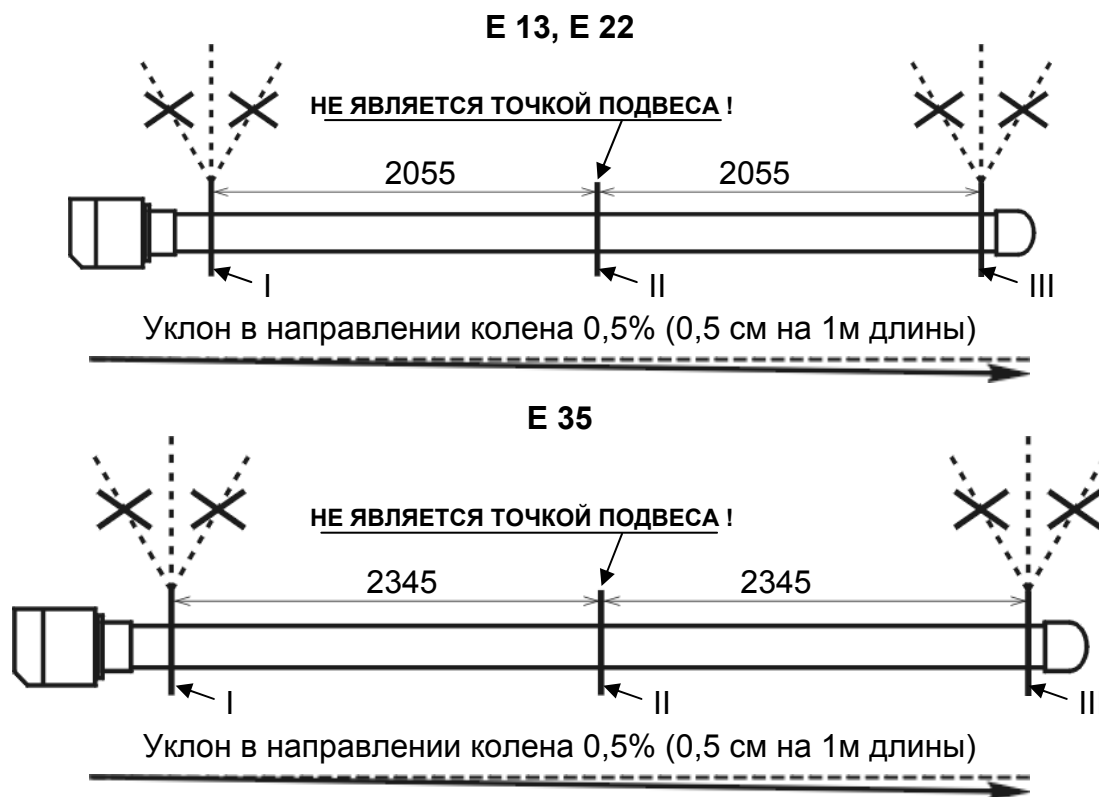 E 13, E 22
НЕ ЯВЛЯЕТСЯ ТОЧКОЙ ПОДВЕСА !
2055 2055
I II III
Уклон в направлении колена 0,5% (0,5 см на 1м длины)
E 35
НЕ ЯВЛЯЕТСЯ ТОЧКОЙ ПОДВЕСА !
2345 2345
I II II
Уклон в направлении колена 0,5% (0,5 см на 1м длины)